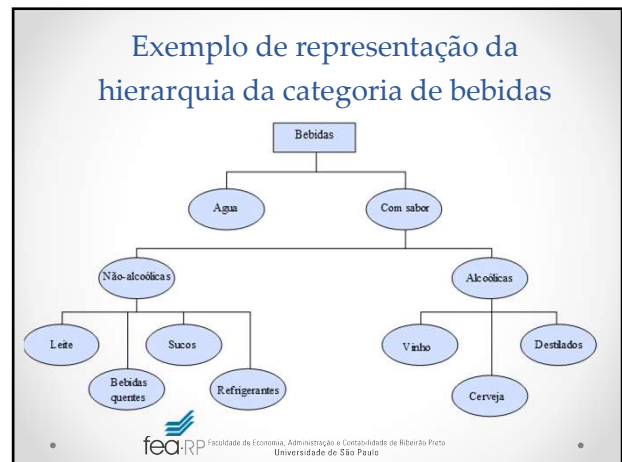 Exemplo de representação da
hierarquia da categoria de bebidas
Bebidas
Agua
Com sabor
Não-alcoólicas
Alcoólicas
Leite
Sucos
Vinho
Destilados
Bebidas
quentes
Refrigerantes
Cerveja
fea-RP Faculdade de Economia, Administração e Contabilidade de Ribeirão Preto
Universidade de São Paulo